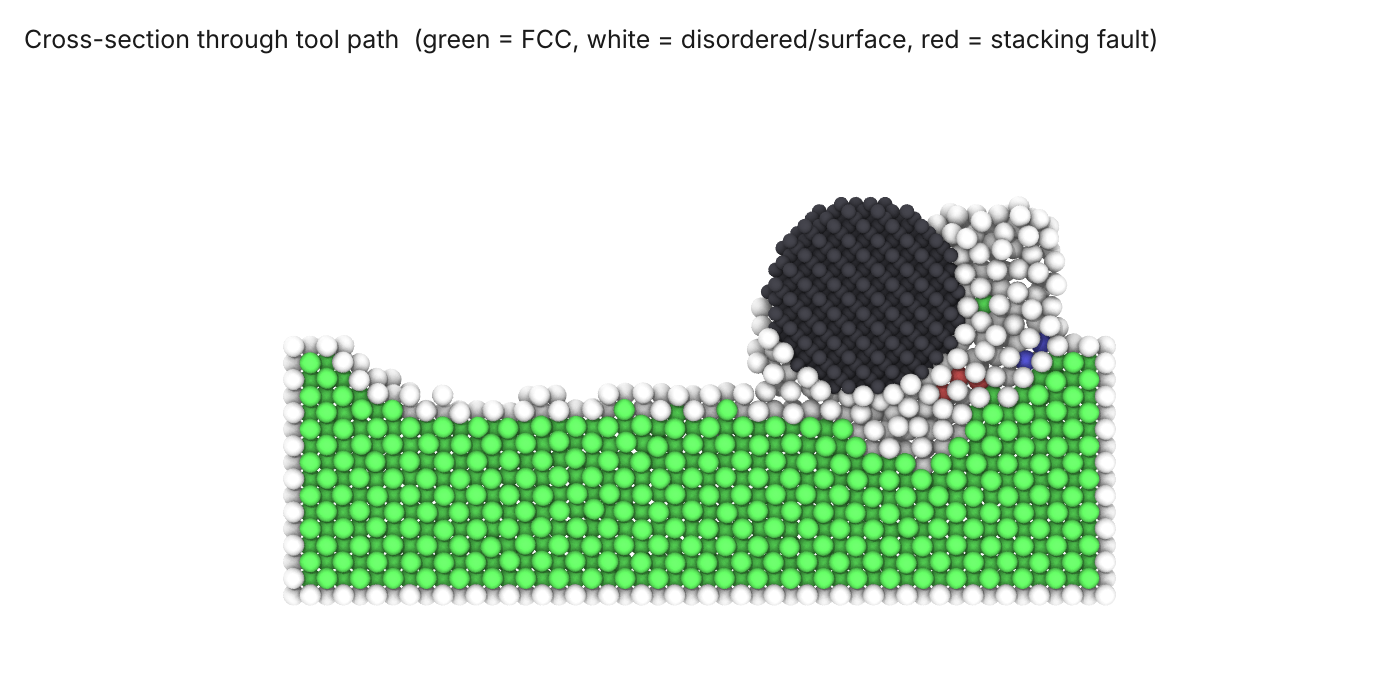 Cross-section through tool path  (green = FCC, white = disordered/surface, red = stacking fault)